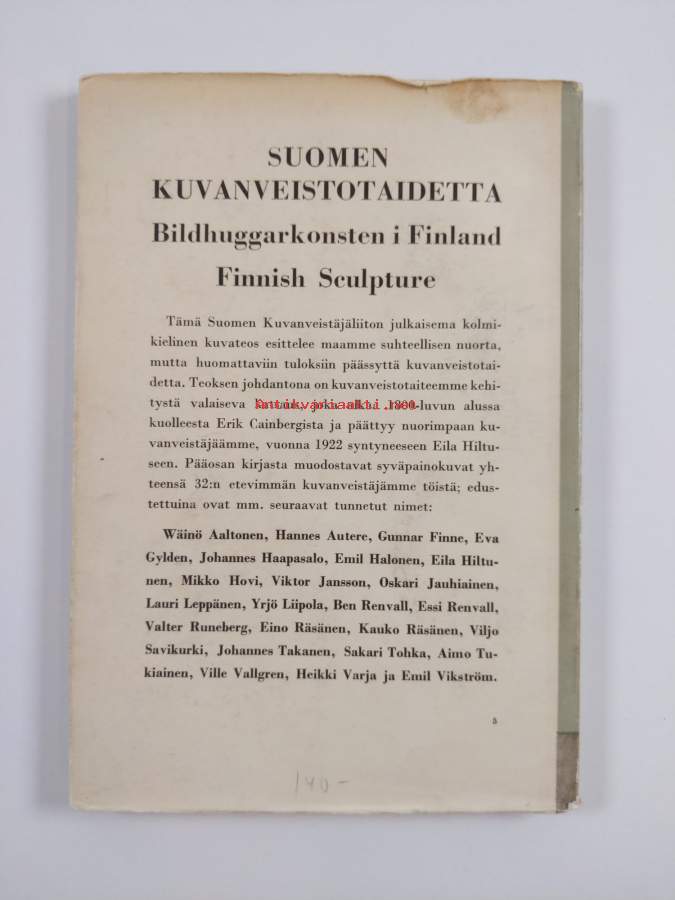 SUOMEN
KUVANVEISTOTAIDETTA
Bildhuggarkonsten i Finland
Finnish Sculpture
Tämä Suomen Kuvanveistäjäliiton julkaisema kolmi-
kielinen kuvateos esittelee maamme suhteellisen nuorta,
mutta huomattaviin tuloksiin päässyttä kuvanveistotai-
detta. Teoksen johdantona on kuvanveistotaiteemme kehi-
tystä valaiseva joka alkaa 1800-luvun alussa
kuolleesta Erik Cainbergista ja päättyy nuorimpaan ku-
vanveistäjäämme, vuonna 1922 syntyneeseen Eila Hiltu-
seen. Pääosan kirjasta muodostavat syväpainokuvat yh-
teensä 32:n etevimmän kuvanveistäjämme töistä; edus-
tettuina ovat mm. seuraavat tunnetut nimet:
Wäinö Aaltonen, Hannes Autere, Gunnar Finne, Eva
Gylden, Johannes Haapasalo, Emil Halonen, Eila Hiltu-
nen, Mikko Hovi, Viktor Jansson, Oskari Jauhiainen,
Lauri Leppänen, Yrjö Liipola, Ben Renvall, Essi Renvall,
Valter Runeberg, Eino Räsänen, Kauko Räsänen, Viljo
Savikurki, Johannes Takanen, Sakari Tohka, Aimo Tu-
kiainen, Ville Vallgren, Heikki Varja ja Emil Vikström.
5
140-